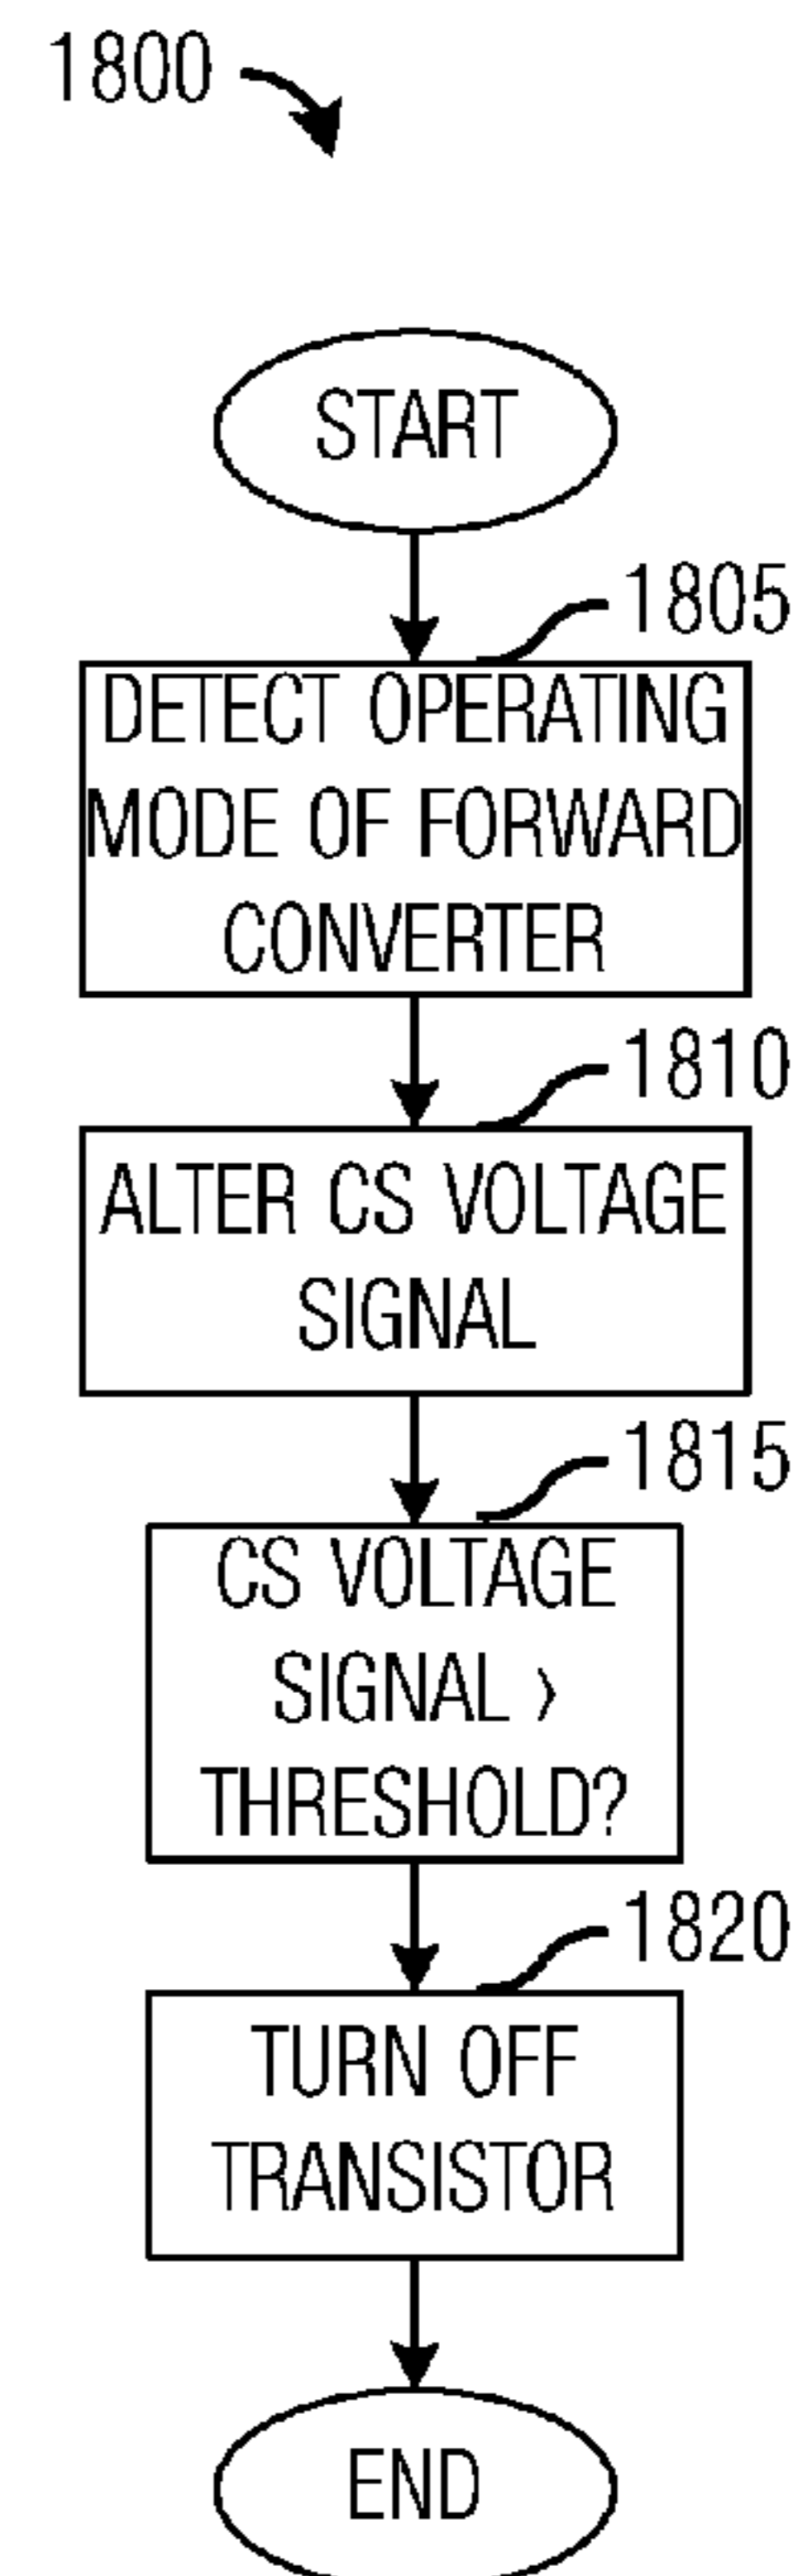 1800
START
1805
DETECT OPERATING
MODE OF FORWARD
CONVERTER
1810
ALTER CS VOLTAGE
SIGNAL
1815
CS VOLTAGE
SIGNAL >
THRESHOLD?
1820
TURN OFF
TRANSISTOR
END